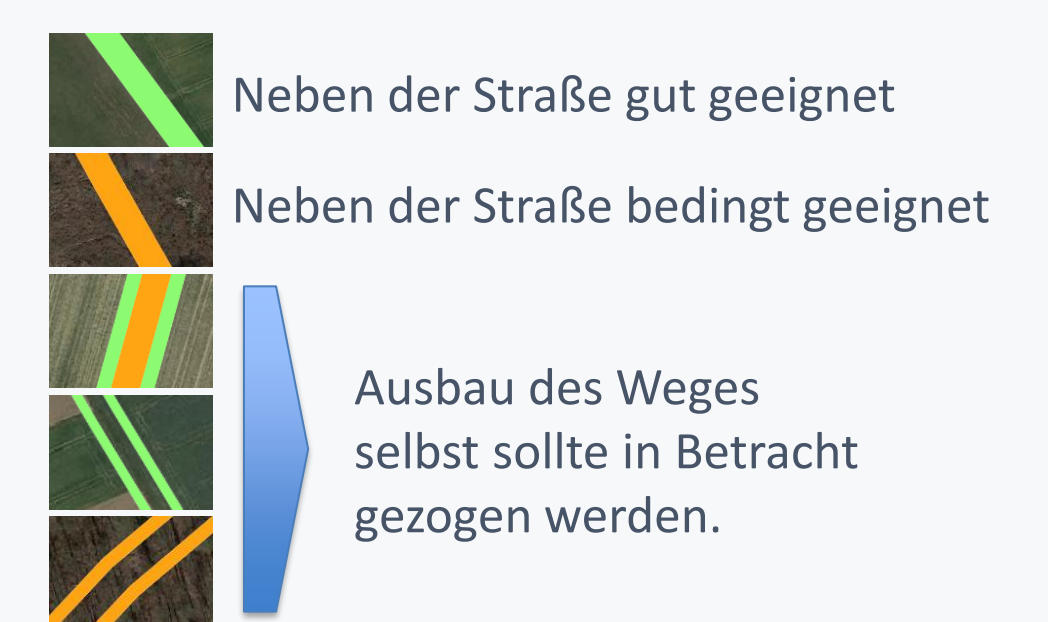 Neben der Straße gut geeignet
Neben der Straße bedingt geeignet
Ausbau des Weges
selbst sollte in Betracht
gezogen werden.